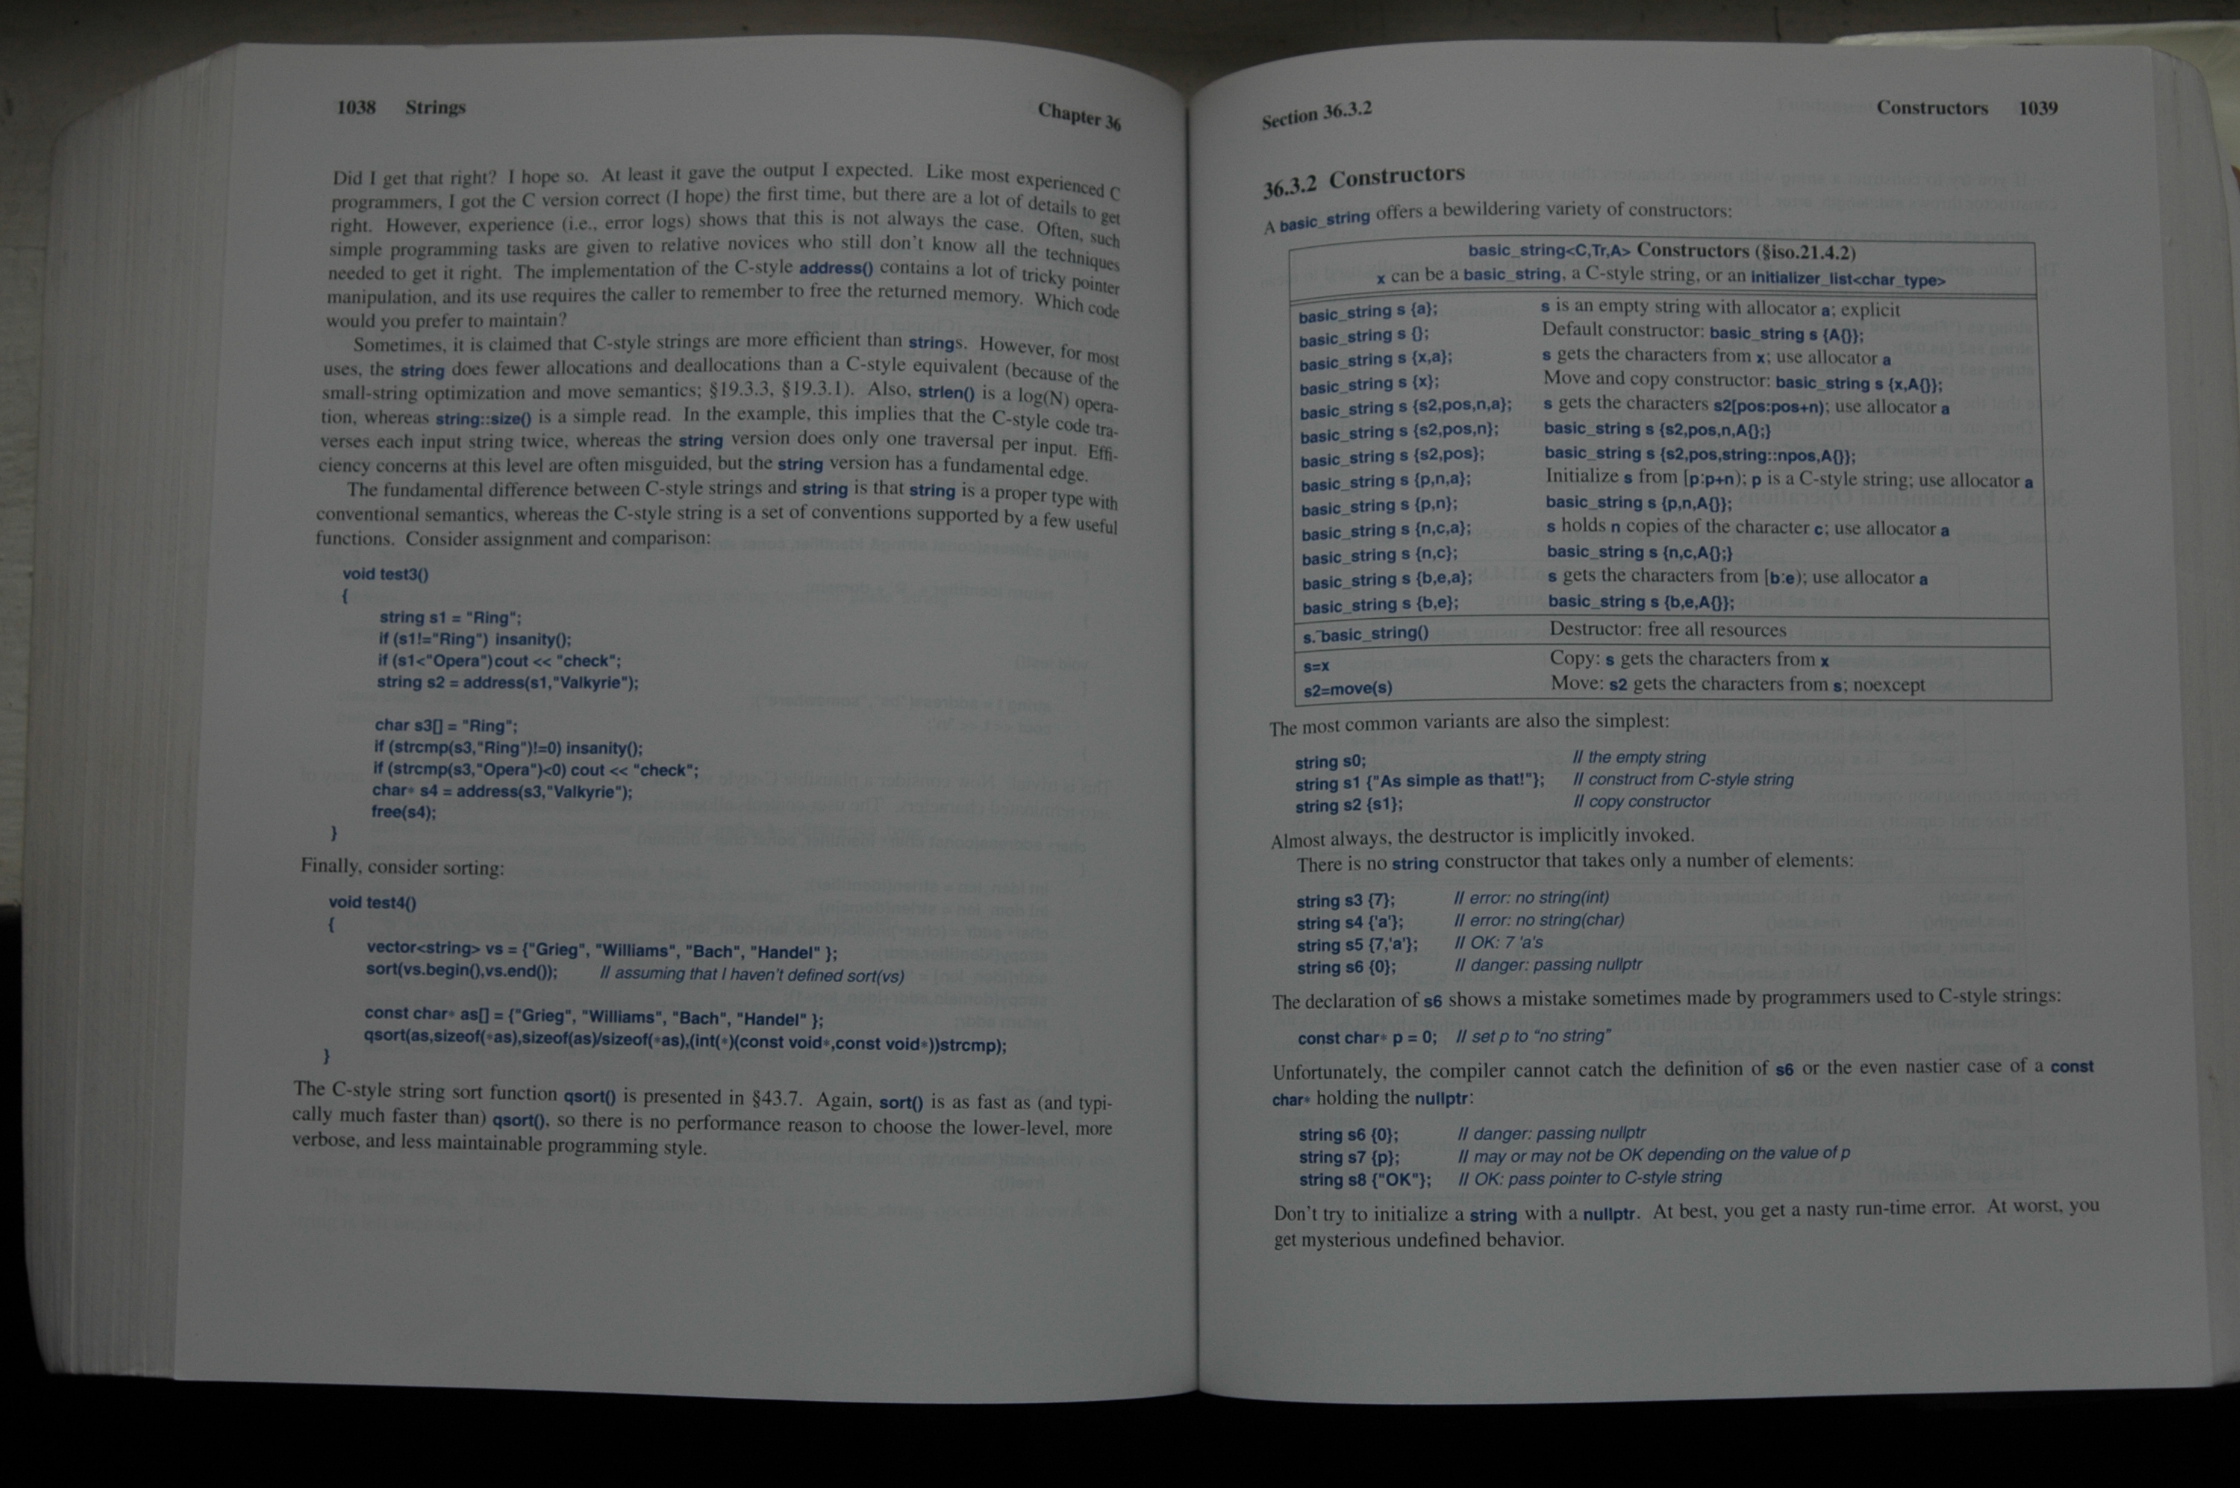 1038 Strings Chapter 36
Did I get that right? I hope so. At least it gave the output I expected. Like most experienced C
programmers, I got the C version correct (I hope) the first time, but there are a lot of details to get
right. However, experience (i.e., error logs) shows that this is not always the case. Often, such
simple programming tasks are given to relative novices who still don't know all the techniques
needed to get it right. The implementation of the C-style address() contains a lot of tricky pointer
manipulation, and its use requires the caller to remember to free the returned memory. Which code
would you prefer to maintain?
Sometimes, it is claimed that C-style strings are more efficient than strings. However, for most
uses, the string does fewer allocations and deallocations than a C-style equivalent (because of the
small-string optimization and move semantics; §19.3.3, §19.3.1). Also, strlen() is a log(N) opera-
tion, whereas string::size() is a simple read. In the example, this implies that the C-style code tra-
verses each input string twice, whereas the string version does only one traversal per input. Effi-
ciency concerns at this level are often misguided, but the string version has a fundamental edge.
The fundamental difference between C-style strings and string is that string is a proper type with
conventional semantics, whereas the C-style string is a set of conventions supported by a few useful
functions. Consider assignment and comparison:
void test3()
{
string s1 = "Ring";
if (s1!="Ring") insanity();
if (s1<"Opera")cout << "check";
string s2 = address(s1,"Valkyrie");
char s3[] = "Ring";
if (strcmp(s3,"Ring")!=0) insanity();
if (strcmp(s3,"Opera")<0) cout << "check";
char* s4 = address(s3,"Valkyrie");
free(s4);
}
Finally, consider sorting:
void test4()
{
vector<string> vs = {"Grieg", "Williams", "Bach", "Handel" };
sort(vs.begin(),vs.end()); // assuming that I haven't defined sort(vs)
const char* as[] = {"Grieg", "Williams", "Bach", "Handel" };
qsort(as,sizeof(*as),sizeof(as)/sizeof(*as),(int(*)(const void*,const void*))strcmp);
}
The C-style string sort function qsort() is presented in §43.7. Again, sort() is as fast as (and typi-
cally much faster than) qsort(), so there is no performance reason to choose the lower-level, more
verbose, and less maintainable programming style.
Section 36.3.2 Constructors 1039
36.3.2 Constructors
A basic_string offers a bewildering variety of constructors:
basic_string<C,Tr,A> Constructors (§iso.21.4.2)
x can be a basic_string, a C-style string, or an initializer_list<char_type>
basic_string s {a}; s is an empty string with allocator a; explicit
basic_string s {}; Default constructor: basic_string s {A{}};
basic_string s {x,a}; s gets the characters from x; use allocator a
basic_string s {x}; Move and copy constructor: basic_string s {x,A{}};
basic_string s {s2,pos,n,a}; s gets the characters s2[pos:pos+n); use allocator a
basic_string s {s2,pos,n}; basic_string s {s2,pos,n,A{};}
basic_string s {s2,pos}; basic_string s {s2,pos,string::npos,A{}};
basic_string s {p,n,a}; Initialize s from [p:p+n); p is a C-style string; use allocator a
basic_string s {p,n}; basic_string s {p,n,A{}};
basic_string s {n,c,a}; s holds n copies of the character c; use allocator a
basic_string s {n,c}; basic_string s {n,c,A{};}
basic_string s {b,e,a}; s gets the characters from [b:e); use allocator a
basic_string s {b,e}; basic_string s {b,e,A{}};
s.~basic_string() Destructor: free all resources
s=x Copy: s gets the characters from x
s2=move(s) Move: s2 gets the characters from s; noexcept
The most common variants are also the simplest:
string s0; // the empty string
string s1 {"As simple as that!"}; // construct from C-style string
string s2 {s1}; // copy constructor
Almost always, the destructor is implicitly invoked.
There is no string constructor that takes only a number of elements:
string s3 {7}; // error: no string(int)
string s4 {'a'}; // error: no string(char)
string s5 {7,'a'}; // OK: 7 'a's
string s6 {0}; // danger: passing nullptr
The declaration of s6 shows a mistake sometimes made by programmers used to C-style strings:
const char* p = 0; // set p to "no string"
Unfortunately, the compiler cannot catch the definition of s6 or the even nastier case of a const
char* holding the nullptr:
string s6 {0}; // danger: passing nullptr
string s7 {p}; // may or may not be OK depending on the value of p
string s8 {"OK"}; // OK: pass pointer to C-style string
Don't try to initialize a string with a nullptr. At best, you get a nasty run-time error. At worst, you
get mysterious undefined behavior.